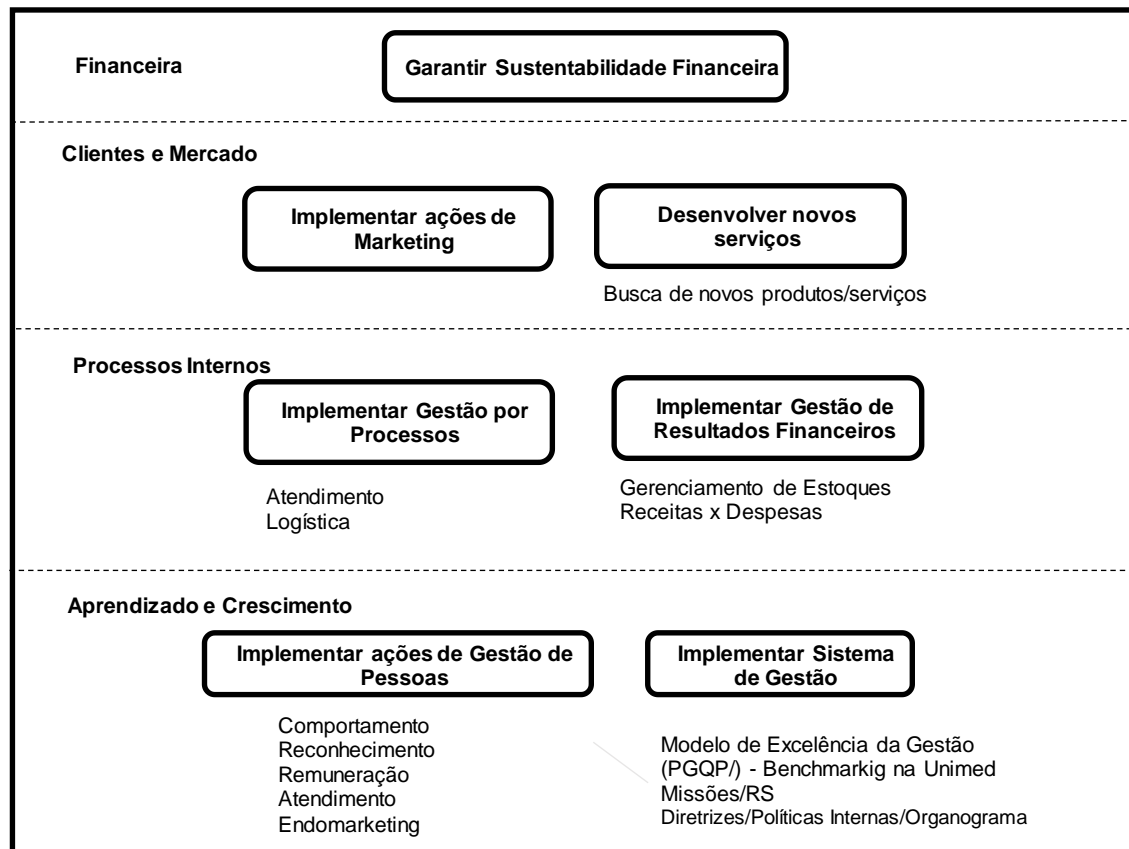 Financeira
Garantir Sustentabilidade Financeira
Clientes e Mercado
Implementar ações de
Marketing
Desenvolver novos
serviços
Busca de novos produtos/serviços
Processos Internos
Implementar Gestão por
Processos
Implementar Gestão de
Resultados Financeiros
Atendimento
Logística
Gerenciamento de Estoques
Receitas x Despesas
Aprendizado e Crescimento
Implementar ações de Gestão de
Pessoas
Implementar Sistema
de Gestão
Comportamento
Reconhecimento
Remuneração
Atendimento
Endomarketing
Modelo de Excelência da Gestão
(PGQP/) - Benchmarkig na Unimed
Missões/RS
Diretrizes/Políticas Internas/Organograma